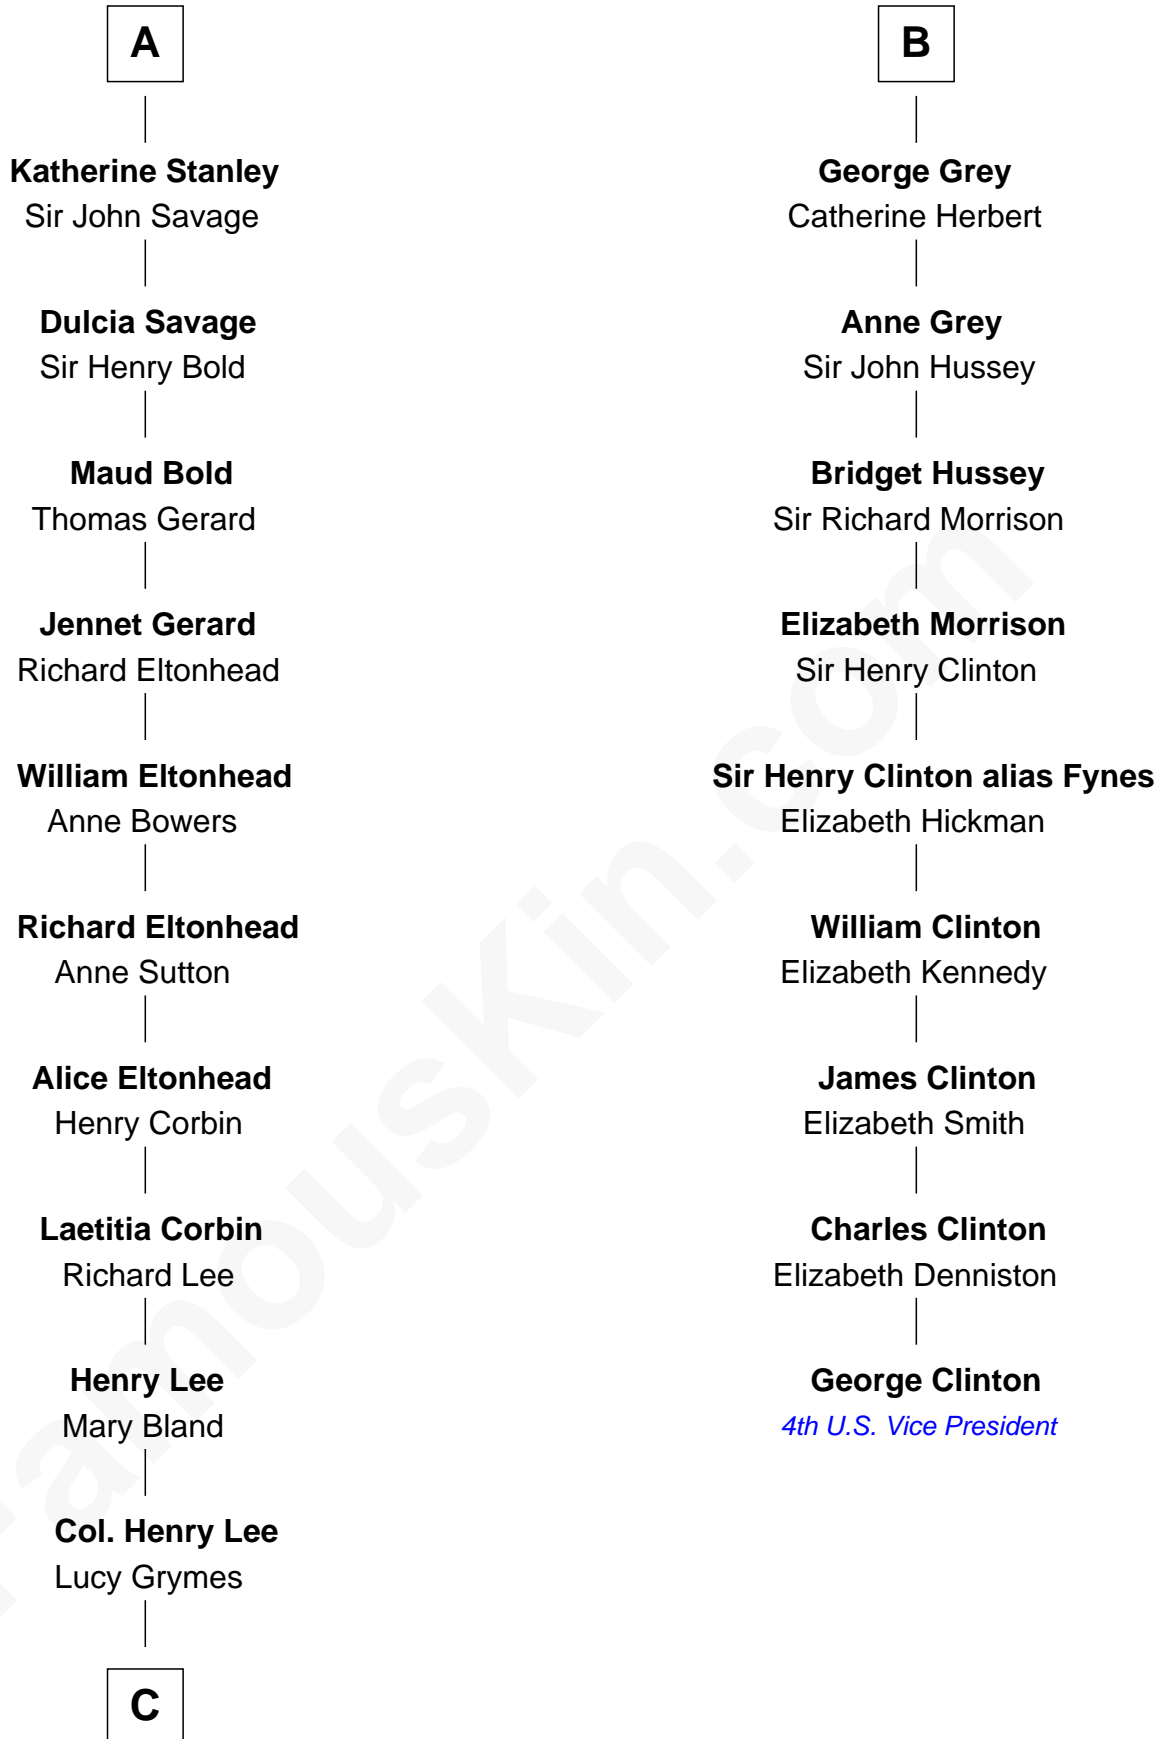 A
Katherine Stanley
Sir John Savage
Dulcia Savage
Sir Henry Bold
Maud Bold
Thomas Gerard
Jennet Gerard
Richard Eltonhead
William Eltonhead
Anne Bowers
Richard Eltonhead
Anne Sutton
Alice Eltonhead
Henry Corbin
Laetitia Corbin
Richard Lee
Henry Lee
Mary Bland
Col. Henry Lee
Lucy Grymes
C
B
George Grey
Catherine Herbert
Anne Grey
Sir John Hussey
Bridget Hussey
Sir Richard Morrison
Elizabeth Morrison
Sir Henry Clinton
Sir Henry Clinton alias Fynes
Elizabeth Hickman
William Clinton
Elizabeth Kennedy
James Clinton
Elizabeth Smith
Charles Clinton
Elizabeth Denniston
George Clinton
4th U.S. Vice President
FamousKin.com